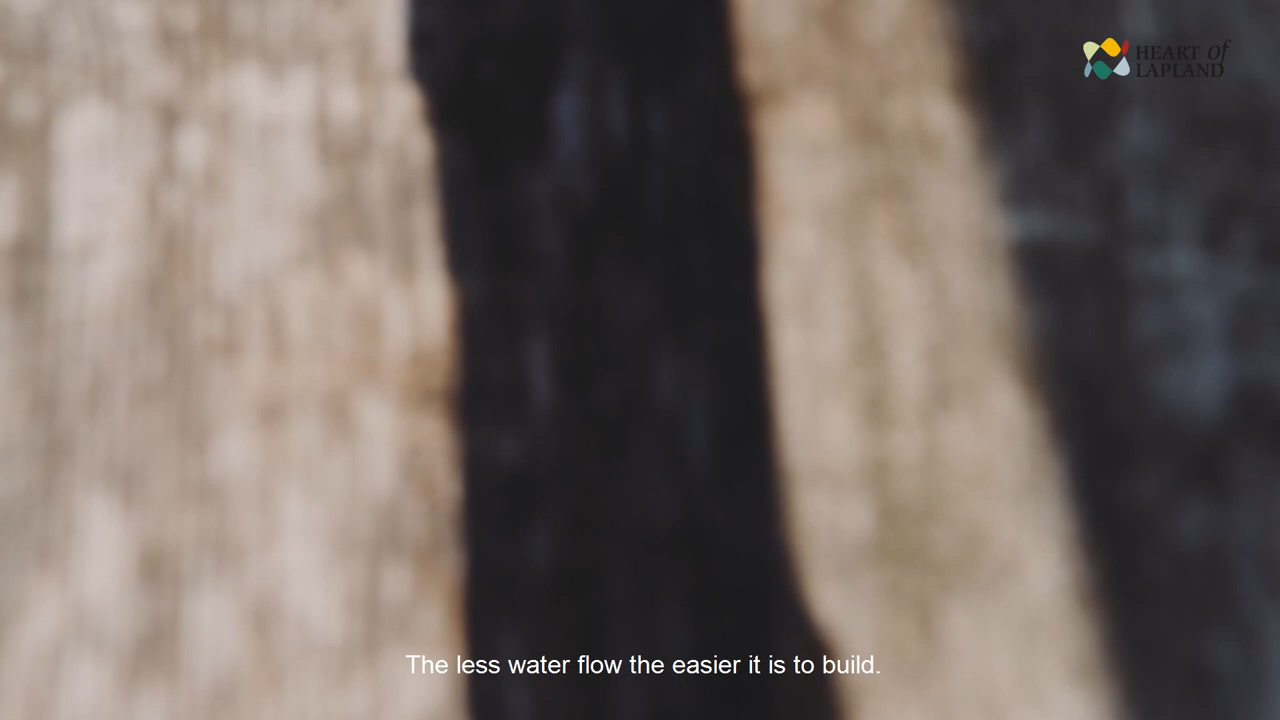 HEART of
LAPLAND
The less water flow the easier it is to build.